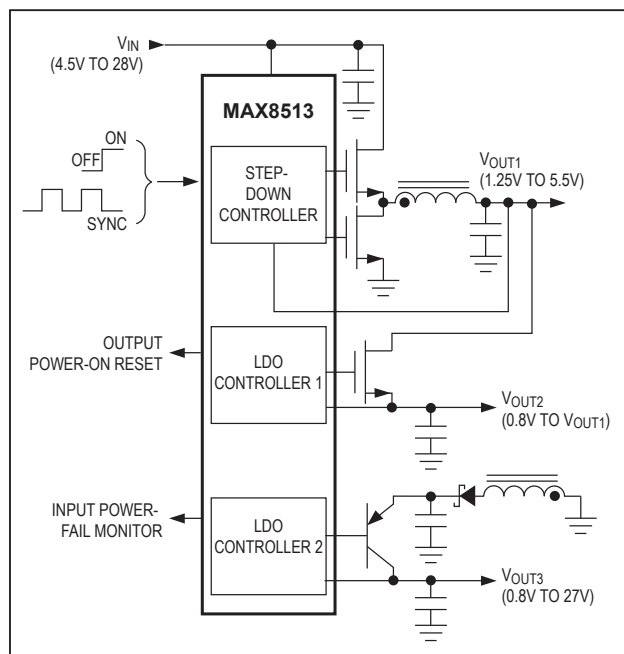 VIN
(4.5V TO 28V)
MAX8513
ON
OFF
SYNC
STEP-
DOWN
CONTROLLER
VOUT1
(1.25V TO 5.5V)
OUTPUT
POWER-ON RESET
LDO
CONTROLLER 1
VOUT2
(0.8V TO VOUT1)
INPUT POWER-
FAIL MONITOR
LDO
CONTROLLER 2
VOUT3
(0.8V TO 27V)